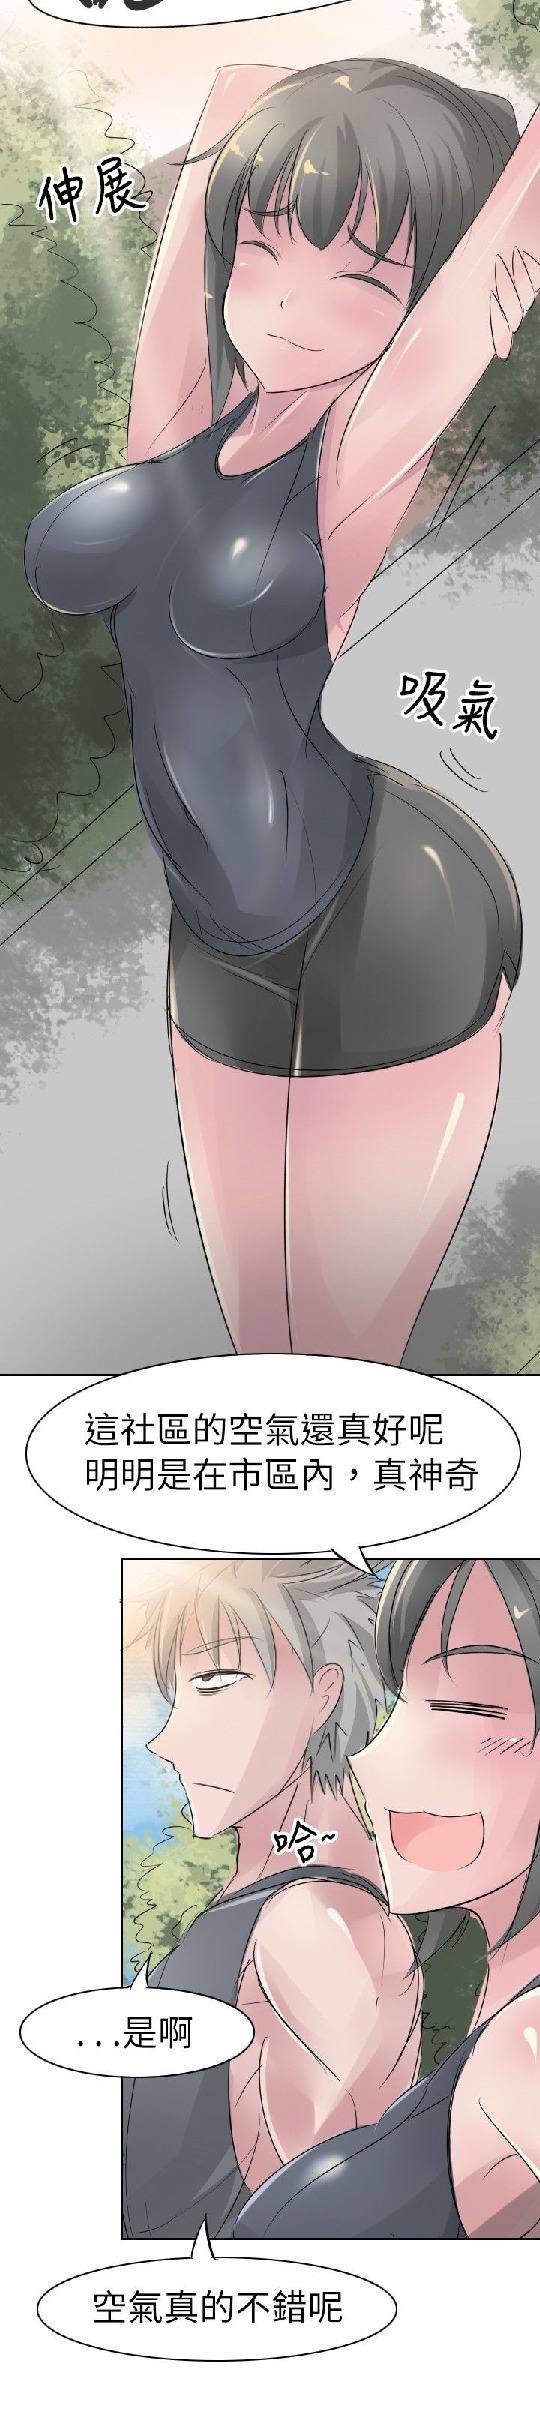 伸展
吸氣
這社區的空氣還真好呢
明明是在市區內，真神奇
哈~
...是啊
空氣真的不錯呢